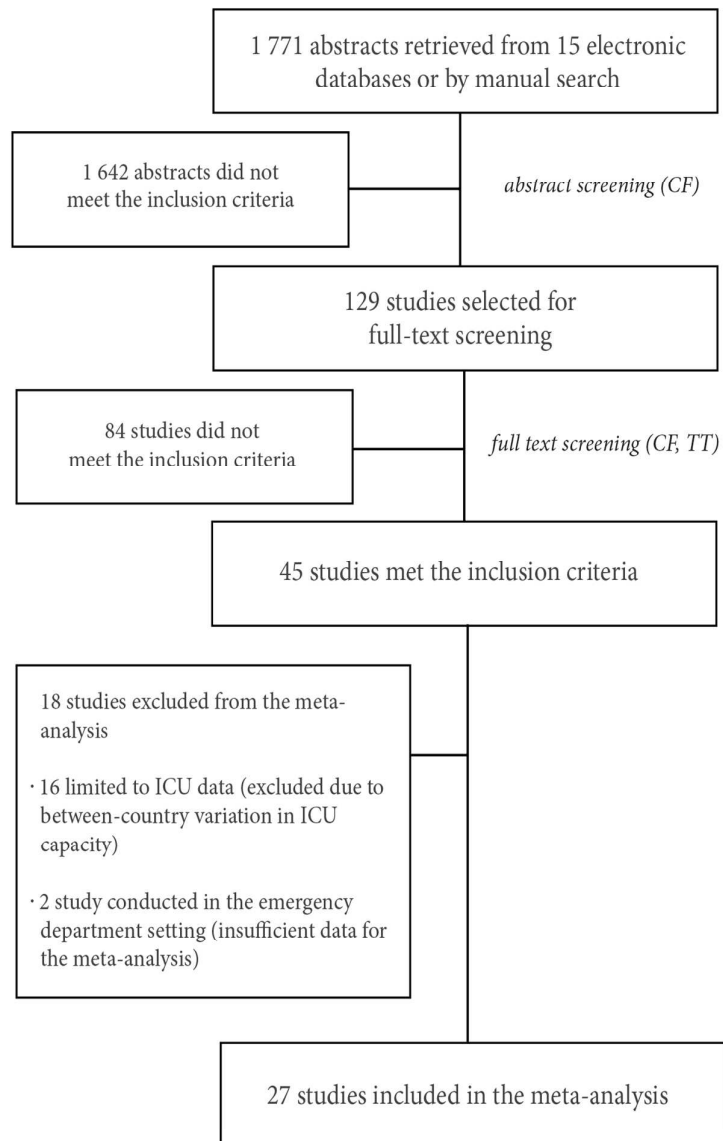 1 771 abstracts retrieved from 15 electronic
databases or by manual search
1 642 abstracts did not
meet the inclusion criteria
abstract screening (CF)
129 studies selected for
full-text screening
84 studies did not
meet the inclusion criteria
full text screening (CF, TT)
45 studies met the inclusion criteria
18 studies excluded from the meta-
analysis
· 16 limited to ICU data (excluded due to
between-country variation in ICU
capacity)
· 2 study conducted in the emergency
department setting (insufficient data for
the meta-analysis)
27 studies included in the meta-analysis